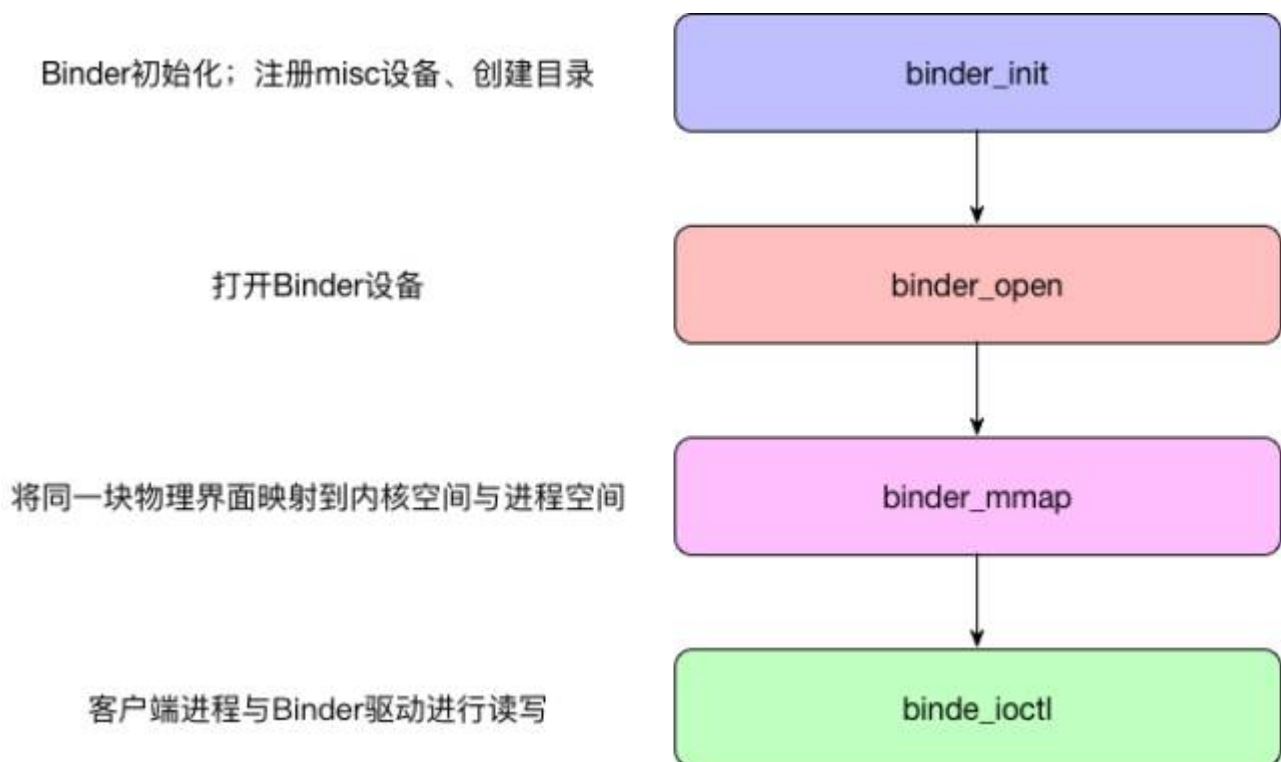 Binder初始化；注册misc设备、创建目录
binder_init
打开Binder设备
binder_open
将同一块物理界面映射到内核空间与进程空间
binder_mmap
客户端进程与Binder驱动进行读写
binde_ioctl